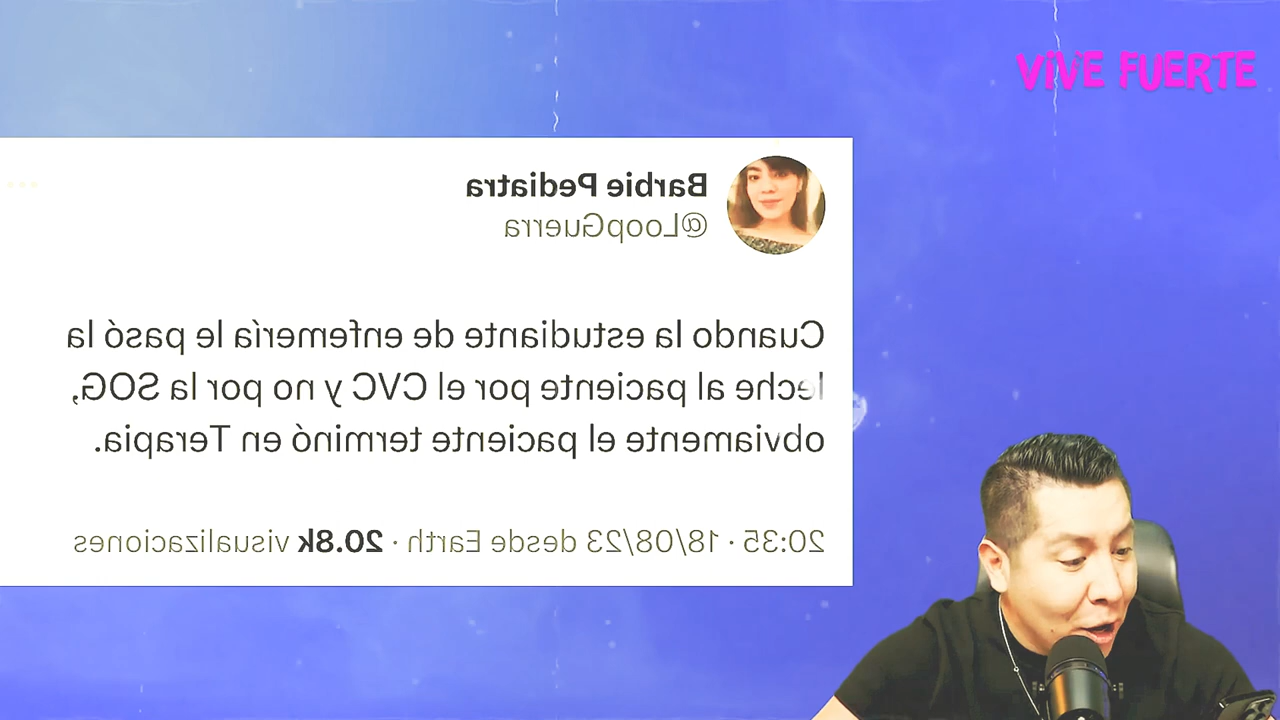 VIVE FUERTE
Barbie Pediatra
@LoopGuerra
Cuando la estudiante de enfemería le pasó la
leche al paciente por el CVC y no por la SOG,
obviamente el paciente terminó en Terapia.
20:35 · 18/08/23 desde Earth · 20.8k visualizaciones